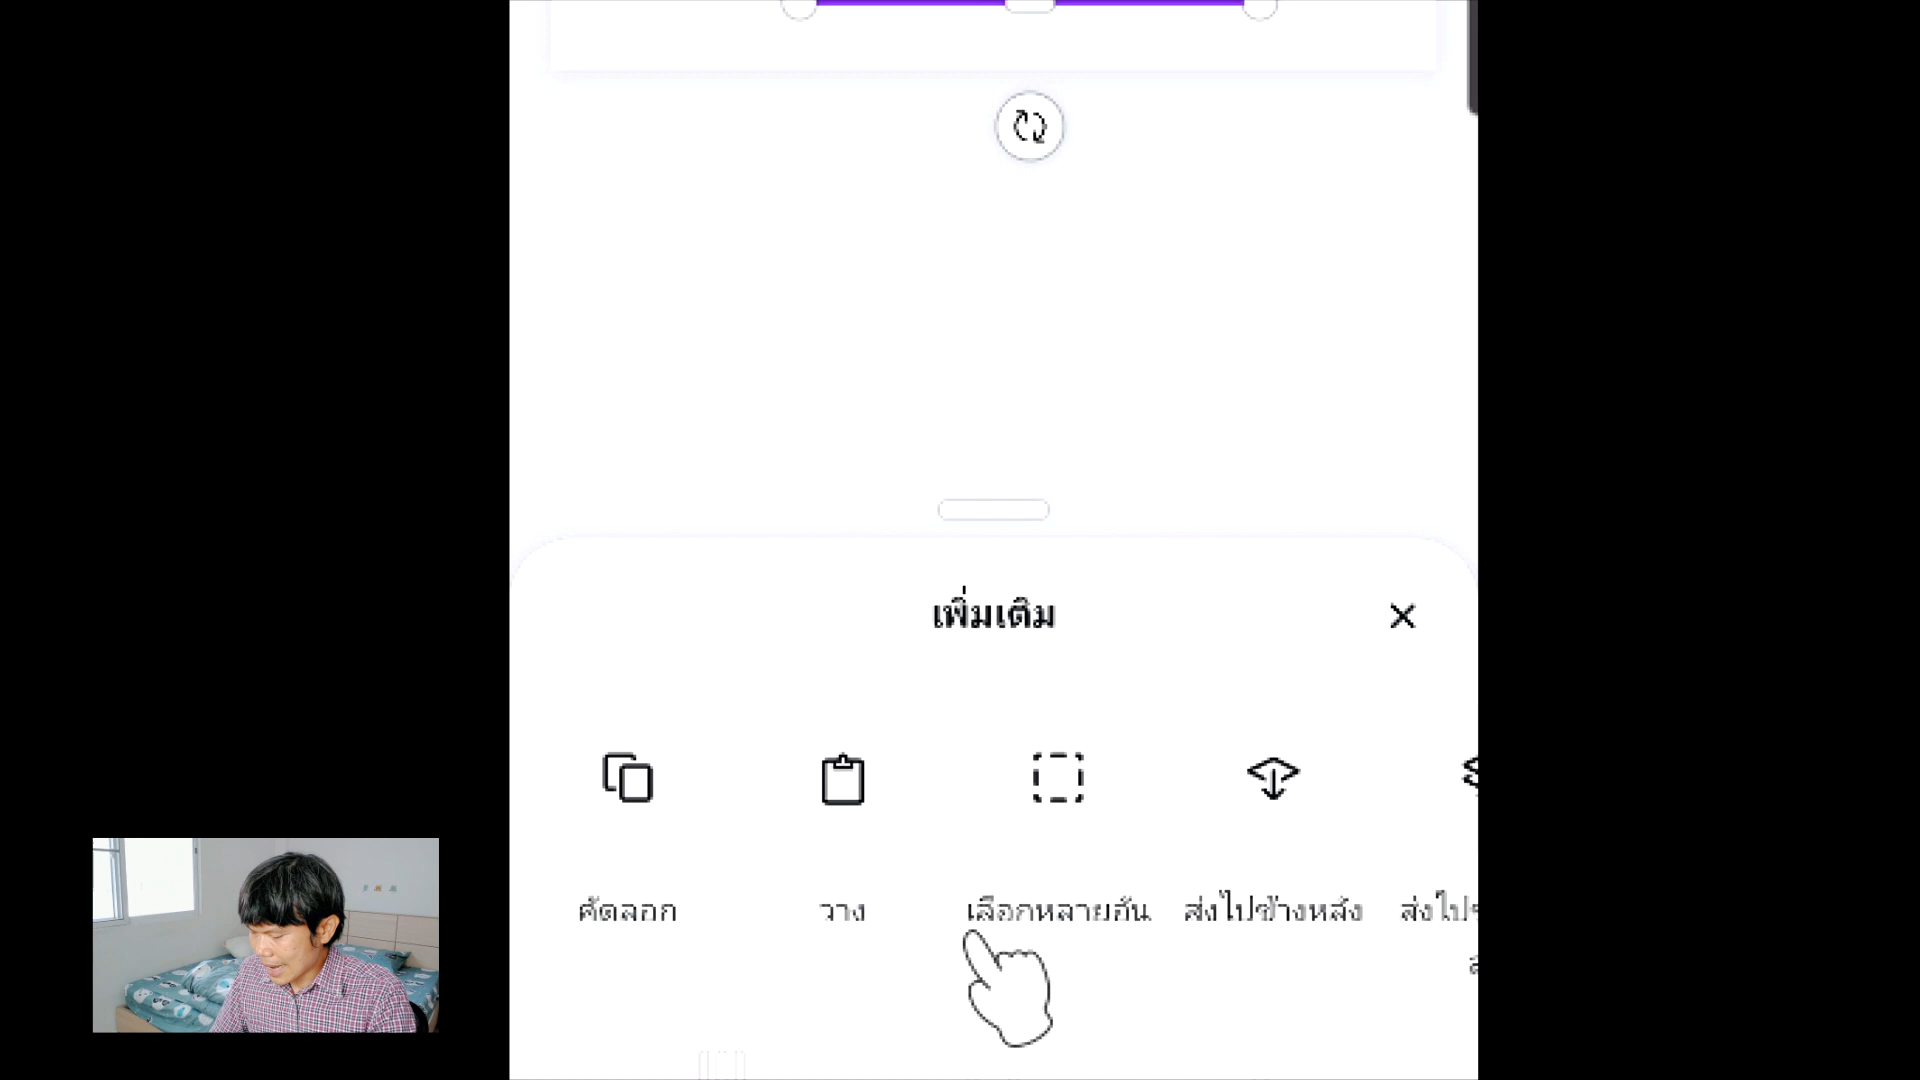 เพิ่มเติม
คัดลอก วาง เลือกหลายอัน ส่งไปข้างหลัง ส่งไป